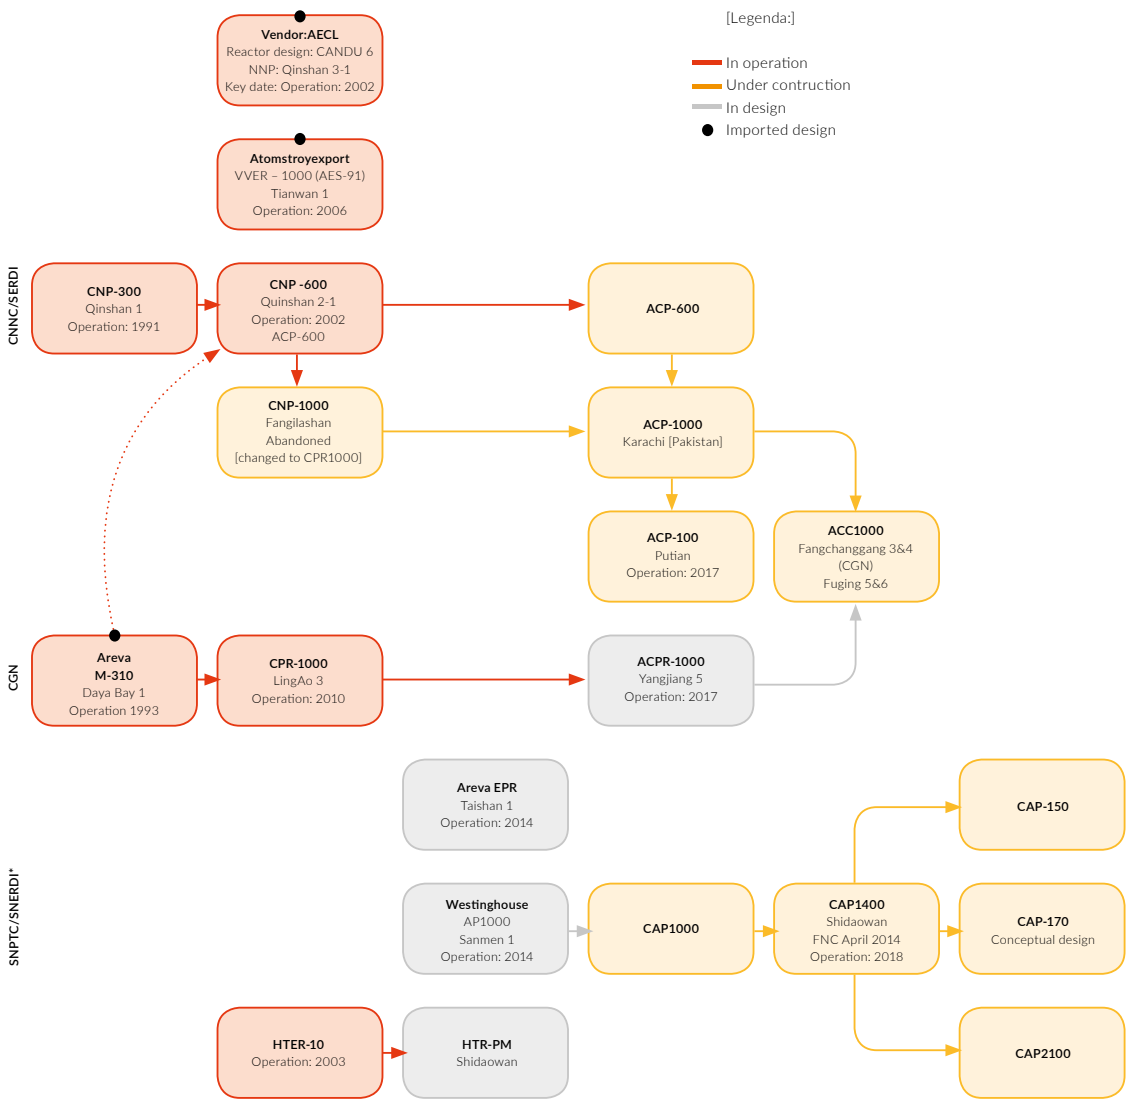 [Legenda:]
In operation
Under contruction
In design
Imported design
Vendor:AECL
Reactor design: CANDU 6
NNP: Qinshan 3-1
Key date: Operation: 2002
Atomstroyexport
VVER – 1000 (AES-91)
Tianwan 1
Operation: 2006
CNNC/SERDI
CNP-300
Qinshan 1
Operation: 1991
CNP -600
Quinshan 2-1
Operation: 2002
ACP-600
ACP-600
CNP-1000
Fangilashan
Abandoned
[changed to CPR1000]
ACP-1000
Karachi [Pakistan]
ACP-100
Putian
Operation: 2017
ACC1000
Fangchanggang 3&4
(CGN)
Fuging 5&6
CGN
Areva
M-310
Daya Bay 1
Operation 1993
CPR-1000
LingAo 3
Operation: 2010
ACPR-1000
Yangjiang 5
Operation: 2017
SNPTC/SNERDI*
Areva EPR
Taishan 1
Operation: 2014
CAP-150
Westinghouse
AP1000
Sanmen 1
Operation: 2014
CAP1000
CAP1400
Shidaowan
FNC April 2014
Operation: 2018
CAP-170
Conceptual design
HTER-10
Operation: 2003
HTR-PM
Shidaowan
CAP2100